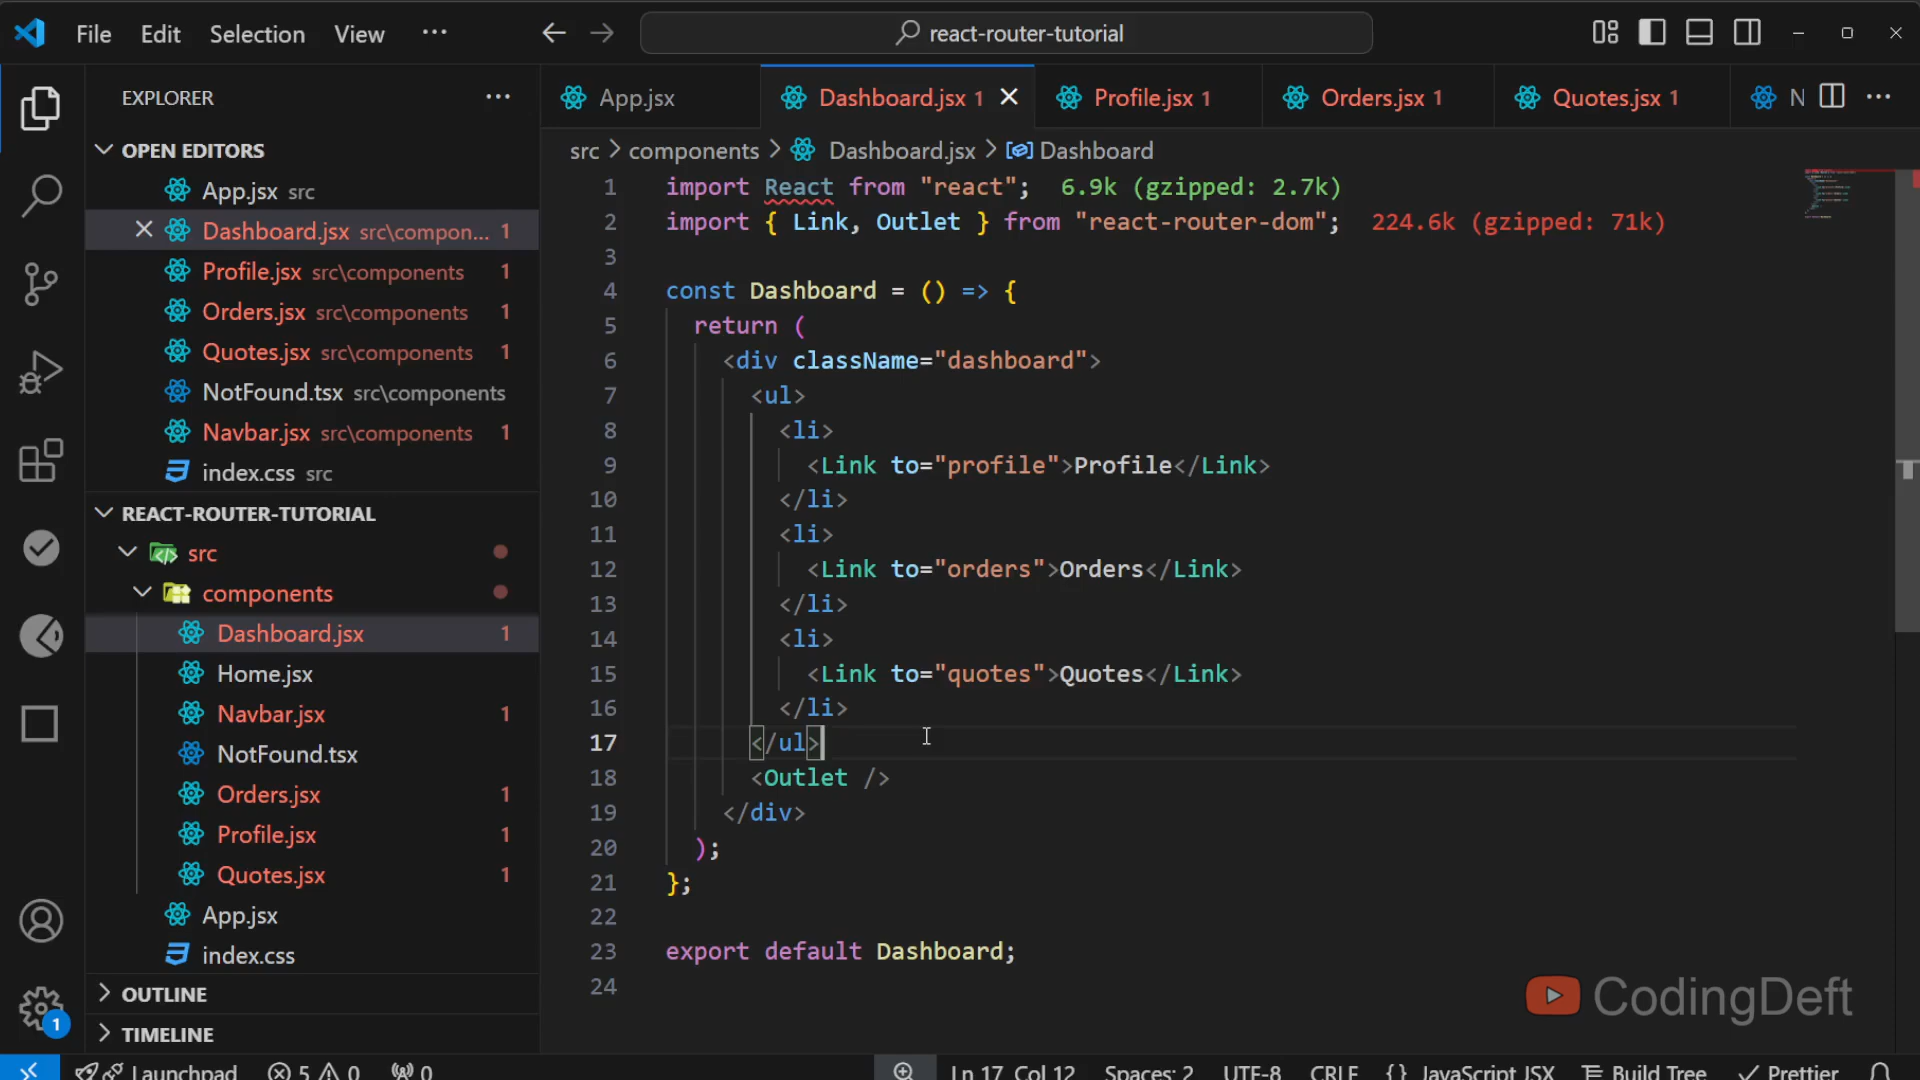 File Edit Selection View ···
react-router-tutorial
EXPLORER ···
OPEN EDITORS
App.jsx src
Dashboard.jsx src\compon... 1
Profile.jsx src\components 1
Orders.jsx src\components 1
Quotes.jsx src\components 1
NotFound.tsx src\components
Navbar.jsx src\components 1
index.css src
REACT-ROUTER-TUTORIAL
src
components
Dashboard.jsx 1
Home.jsx
Navbar.jsx 1
NotFound.tsx
Orders.jsx 1
Profile.jsx 1
Quotes.jsx 1
App.jsx
index.css
OUTLINE
TIMELINE
1
App.jsx Dashboard.jsx 1 Profile.jsx 1 Orders.jsx 1 Quotes.jsx 1 N ···
src > components > Dashboard.jsx > Dashboard
1 import React from "react"; 6.9k (gzipped: 2.7k)
2 import { Link, Outlet } from "react-router-dom"; 224.6k (gzipped: 71k)
3
4 const Dashboard = () => {
5 return (
6 <div className="dashboard">
7 <ul>
8 <li>
9 <Link to="profile">Profile</Link>
10 </li>
11 <li>
12 <Link to="orders">Orders</Link>
13 </li>
14 <li>
15 <Link to="quotes">Quotes</Link>
16 </li>
17 </ul>
18 <Outlet />
19 </div>
20 );
21 };
22
23 export default Dashboard;
24
CodingDeft
Launchpad 5 0 0 Ln 17, Col 12 Spaces: 2 UTF-8 CRLF {} JavaScript JSX Build Tree Prettier